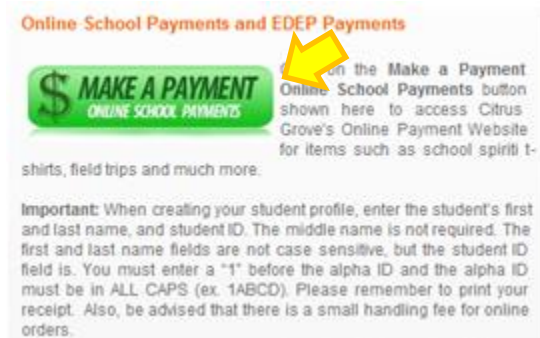 Online School Payments and EDEP Payments
$ MAKE A PAYMENT
ONLINE SCHOOL PAYMENTS
on the Make a Payment
Online School Payments button
shown here to access Citrus
Grove's Online Payment Website
for items such as school spiriti t-
shirts, field trips and much more.
Important: When creating your student profile, enter the student's first
and last name, and student ID. The middle name is not required. The
first and last name fields are not case sensitive, but the student ID
field is. You must enter a "1" before the alpha ID and the alpha ID
must be in ALL CAPS (ex. 1ABCD). Please remember to print your
receipt. Also, be advised that there is a small handling fee for online
orders.